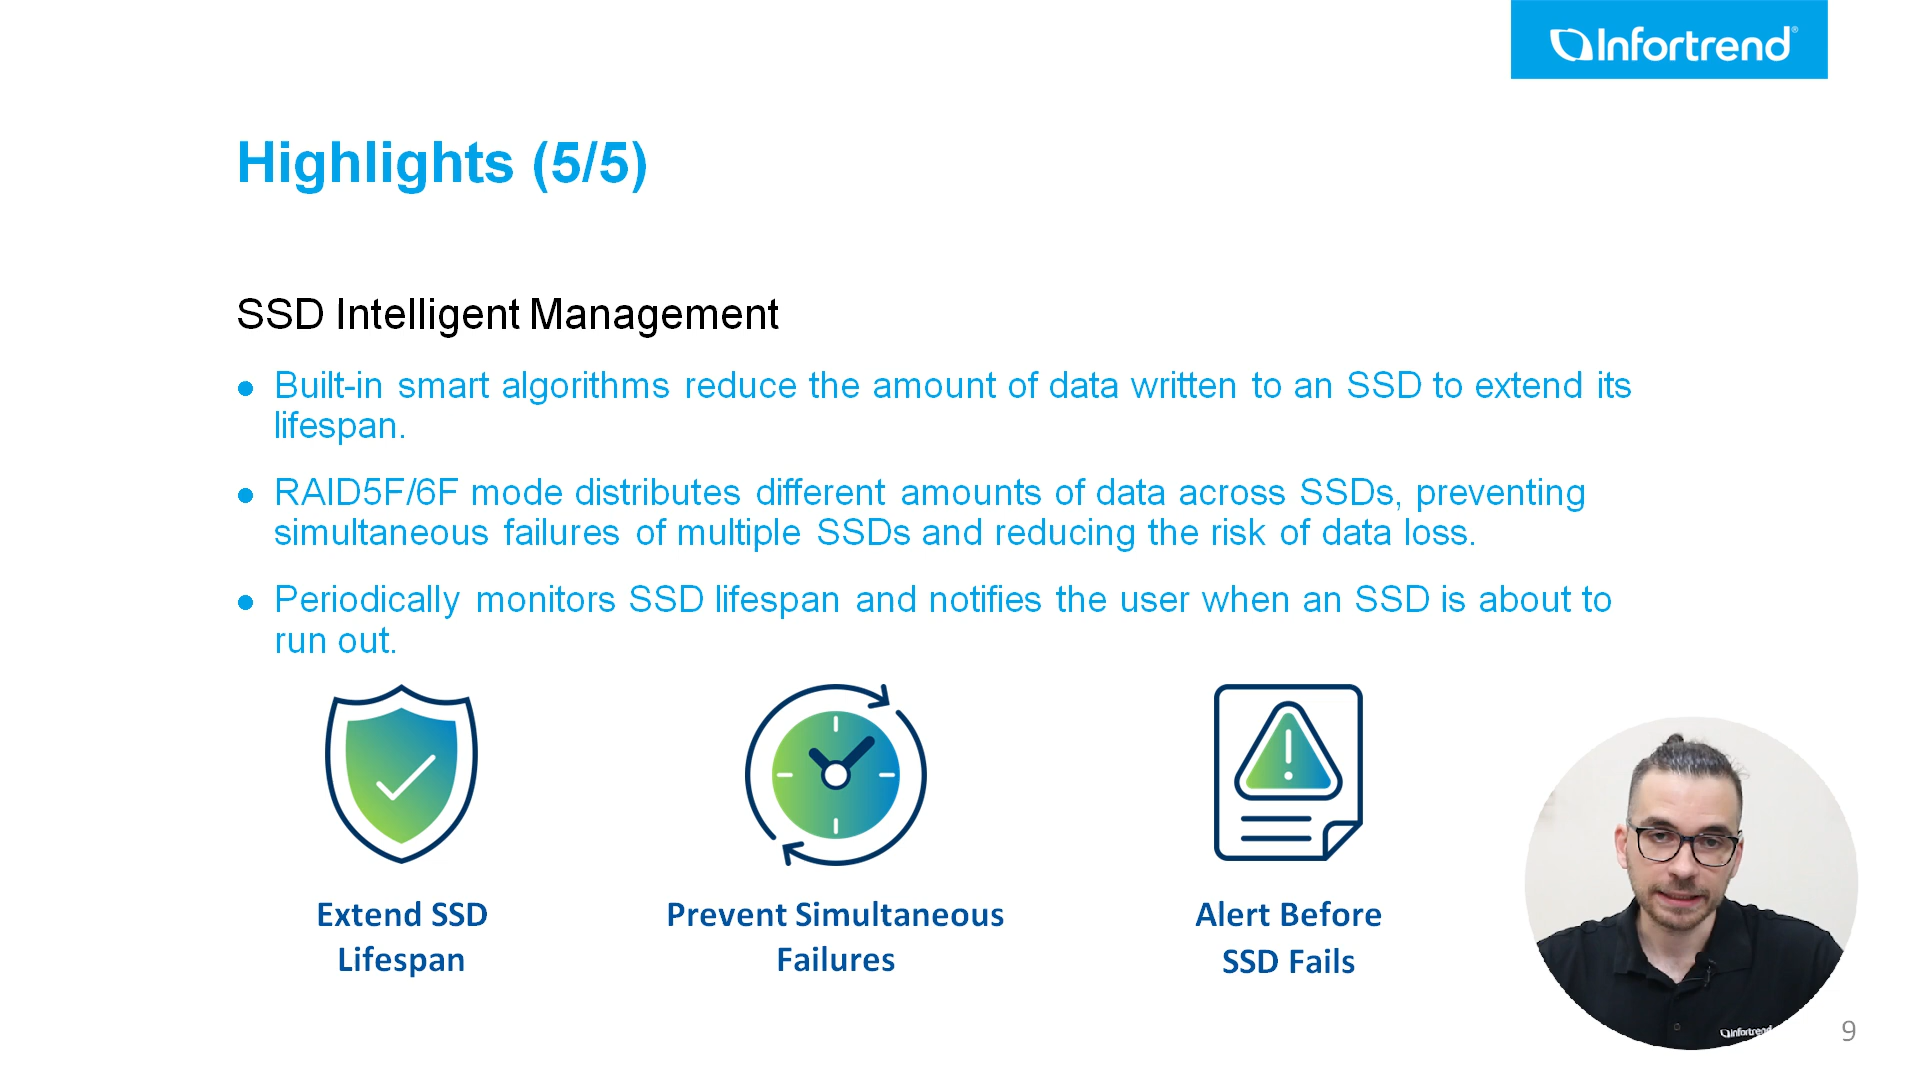 Infortrend®
Highlights (5/5)
SSD Intelligent Management
● Built-in smart algorithms reduce the amount of data written to an SSD to extend its
lifespan.
● RAID5F/6F mode distributes different amounts of data across SSDs, preventing
simultaneous failures of multiple SSDs and reducing the risk of data loss.
● Periodically monitors SSD lifespan and notifies the user when an SSD is about to
run out.
Extend SSD
Lifespan
Prevent Simultaneous
Failures
Alert Before
SSD Fails
Infortrend
9